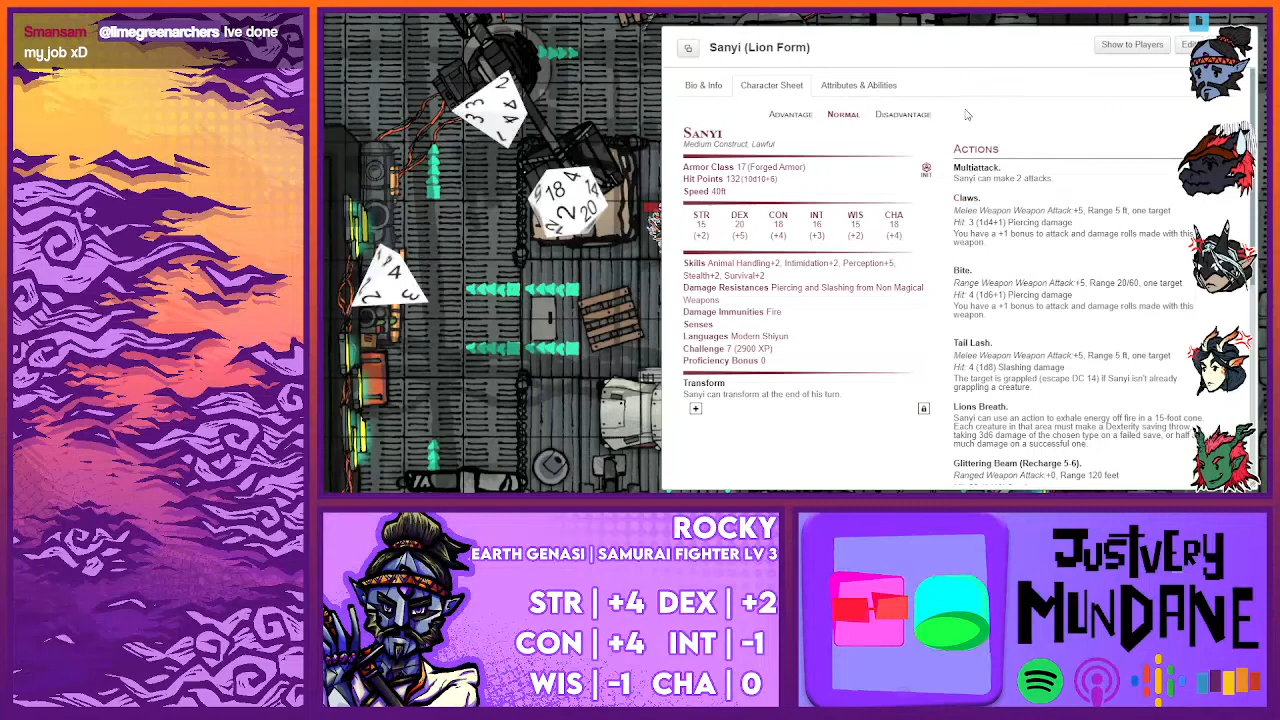 Smansam @limegreenarchers Ive done
my job xD
Sanyi (Lion Form)
Show to Players
Bio & Info
Character Sheet
Attributes & Abilities
ADVANTAGE
NORMAL
DISADVANTAGE
SANYI
Medium Construct, Lawful
Armor Class 17 (Forged Armor)
Hit Points 132 (10d10+6)
Speed 40ft
INIT
STR DEX CON INT WIS CHA
15 20 18 16 15 18
(+2) (+5) (+4) (+3) (+2) (+4)
Skills Animal Handling+2, Intimidation+2, Perception+5,
Stealth+2, Survival+2
Damage Resistances Piercing and Slashing from Non Magical
Weapons
Damage Immunities Fire
Senses
Languages Modern Shiyun
Challenge 7 (2900 XP)
Proficiency Bonus 0
Transform
Sanyi can transform at the end of his turn.
ACTIONS
Multiattack.
Sanyi can make 2 attacks.
Claws.
Melee Weapon Weapon Attack:+5, Range 5 ft, one target
Hit: 3 (1d4+1) Piercing damage
You have a +1 bonus to attack and damage rolls made with this
weapon.
Bite.
Range Weapon Weapon Attack:+5, Range 20/60, one target
Hit: 4 (1d6+1) Piercing damage
You have a +1 bonus to attack and damage rolls made with this
weapon.
Tail Lash.
Melee Weapon Weapon Attack:+5, Range 5 ft, one target
Hit: 4 (1d8) Slashing damage
The target is grappled (escape DC 14) if Sanyi isn't already
grappling a creature.
Lions Breath.
Sanyi can use an action to exhale energy off fire in a 15-foot cone.
Each creature in that area must make a Dexterity saving throw,
taking 3d6 damage of the chosen type on a failed save, or half
much damage on a successful one.
Glittering Beam (Recharge 5-6).
Ranged Weapon Attack:+0, Range 120 feet
ROCKY
EARTH GENASI | SAMURAI FIGHTER LV 3
STR | +4 DEX | +2
CON | +4 INT | -1
WIS | -1 CHA | 0
JUSTVERY
MUNDANE